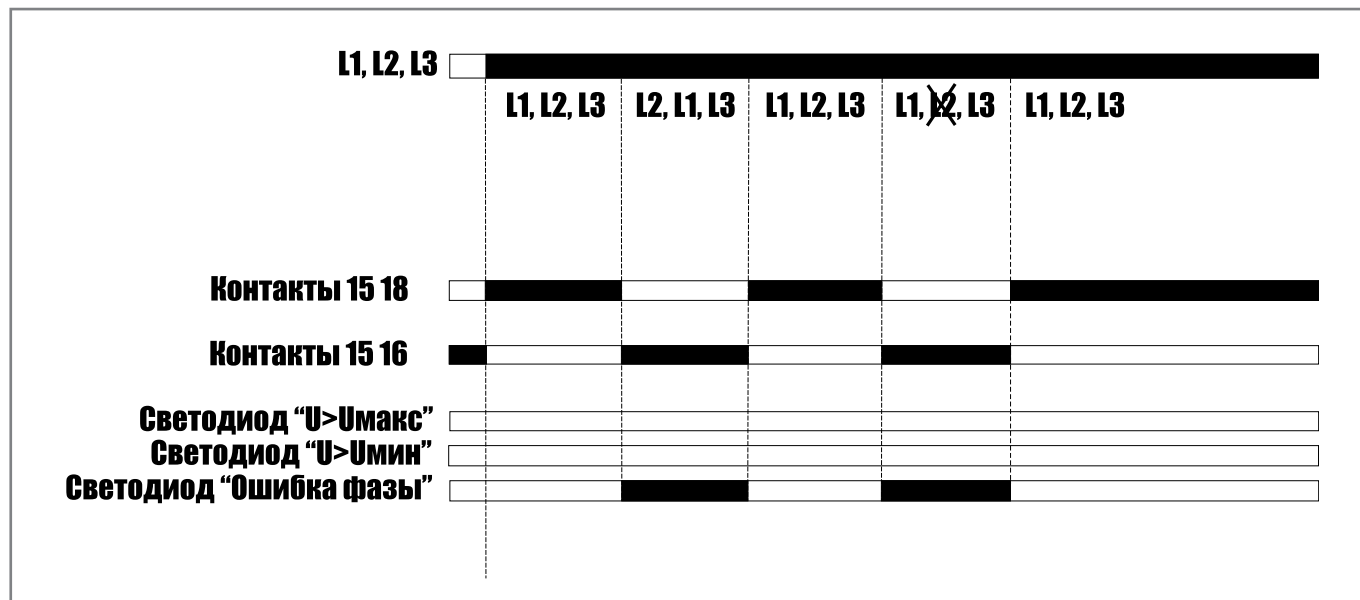 L1, L2, L3
L1, L2, L3 L2, L1, L3 L1, L2, L3 L1, L2, L3 L1, L2, L3
Контакты 15 18
Контакты 15 16
Светодиод “U>Uмакс”
Светодиод “U>Uмин”
Светодиод “Ошибка фазы”